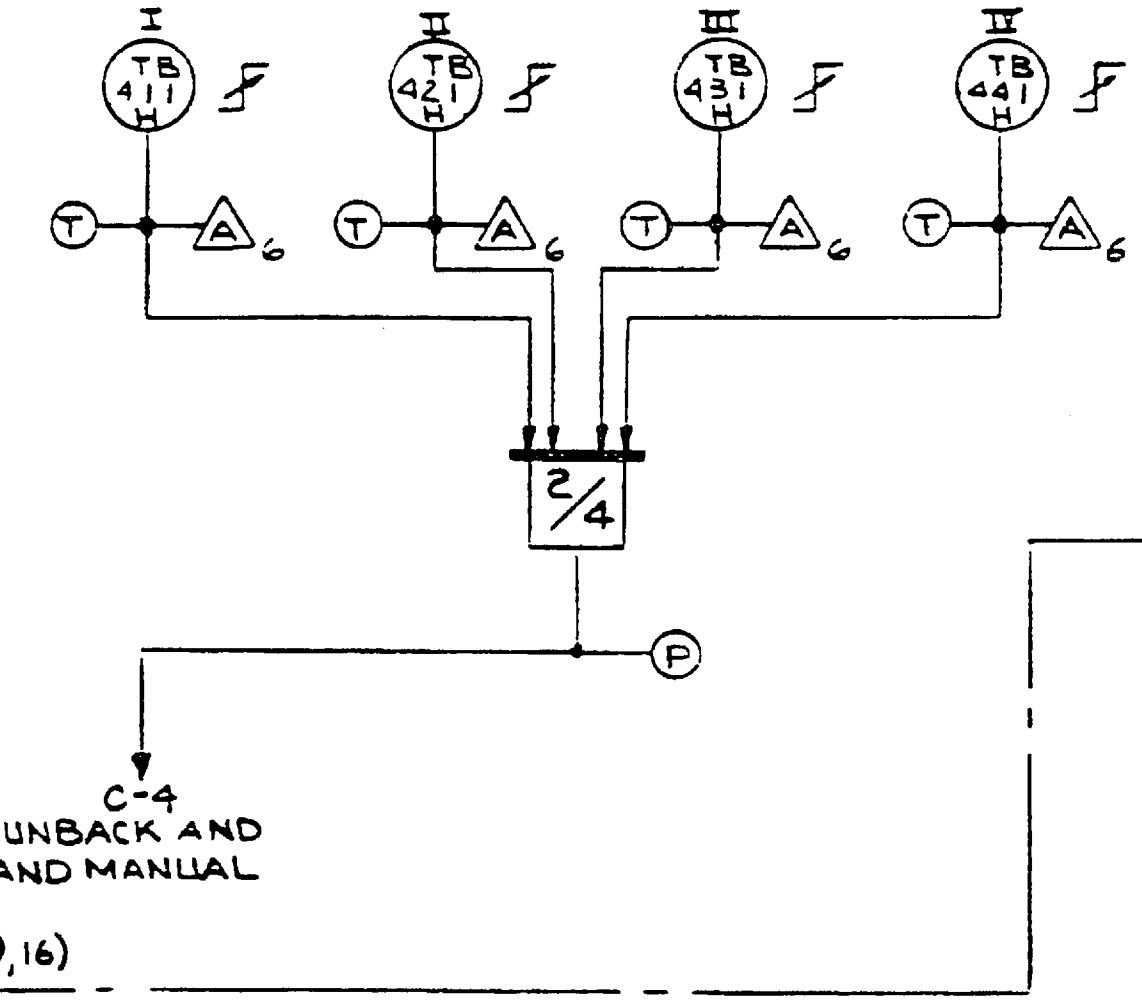 I II III IV
TB TB TB TB
411 421 431 441
H H H H
T A 6 T A 6 T A 6 T A 6
2/4
P
C-4
UNBACK AND
AND MANUAL
,16)